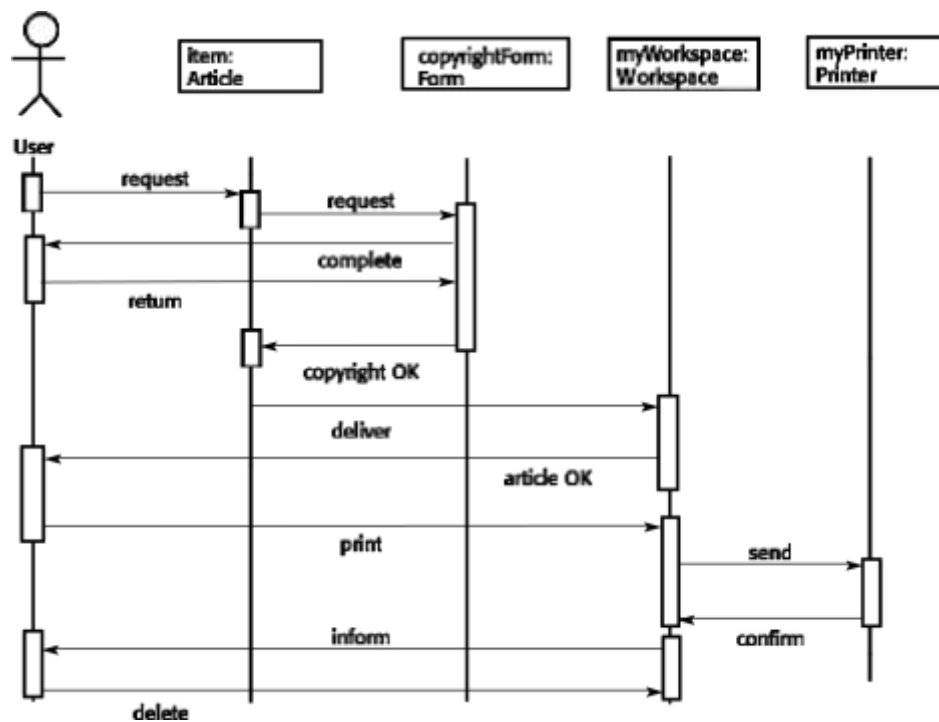 item:
Article
copyrightForm:
Form
myWorkspace:
Workspace
myPrinter:
Printer
User
request
request
complete
return
copyright OK
deliver
article OK
print
send
inform
confirm
delete